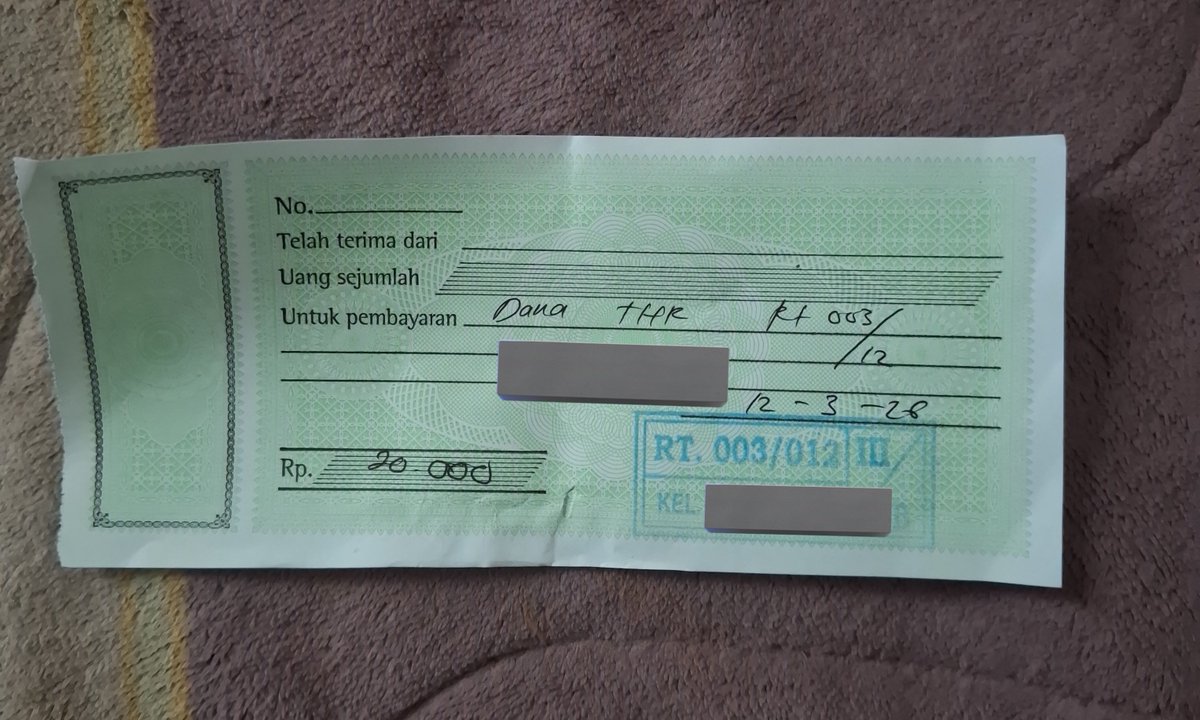 No.
Telah terima dari
Uang sejumlah
Untuk pembayaran Dana THR Rt 003/
/12
12 - 3 - 26
Rp. 20 000
RT. 003/012 III
KEL